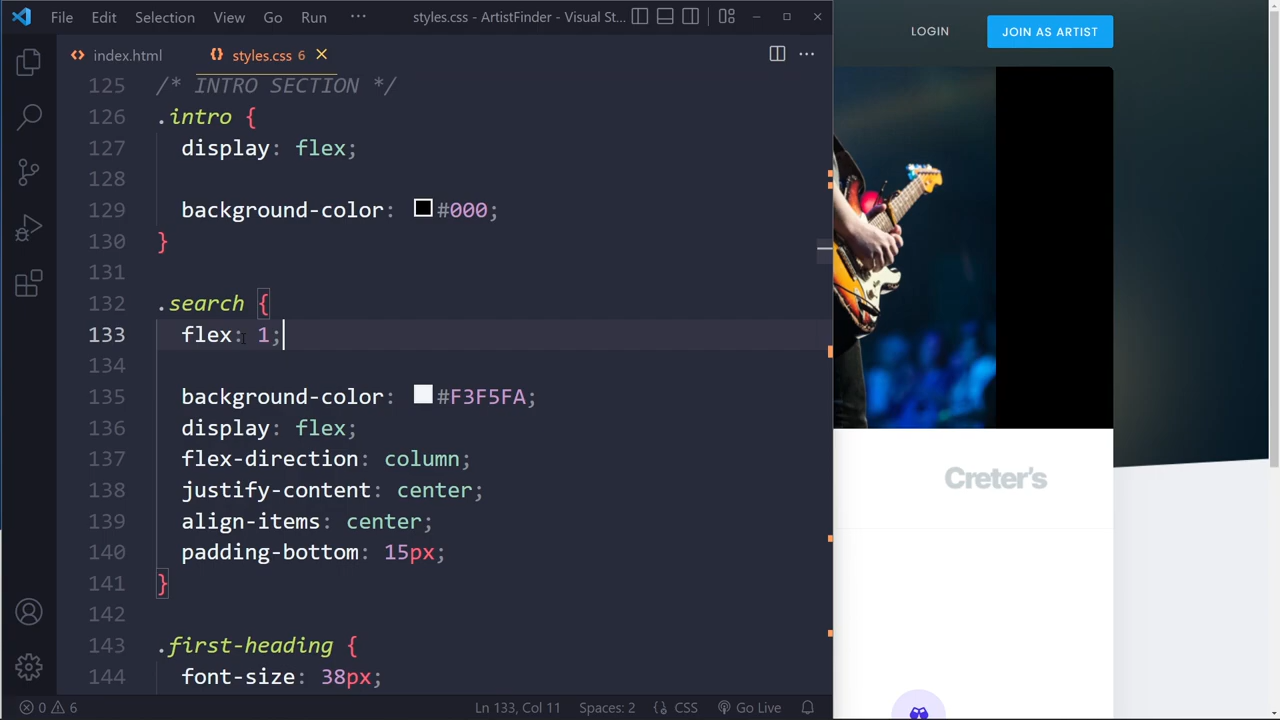 File Edit Selection View Go Run ··· styles.css - ArtistFinder - Visual St...
index.html
styles.css 6
125 /* INTRO SECTION */
126 .intro {
127 display: flex;
128
129 background-color: #000;
130 }
131
132 .search {
133 flex: 1;
134
135 background-color: #F3F5FA;
136 display: flex;
137 flex-direction: column;
138 justify-content: center;
139 align-items: center;
140 padding-bottom: 15px;
141 }
142
143 .first-heading {
144 font-size: 38px;
0 6 Ln 133, Col 11 Spaces: 2 CSS Go Live
LOGIN JOIN AS ARTIST
Creter's